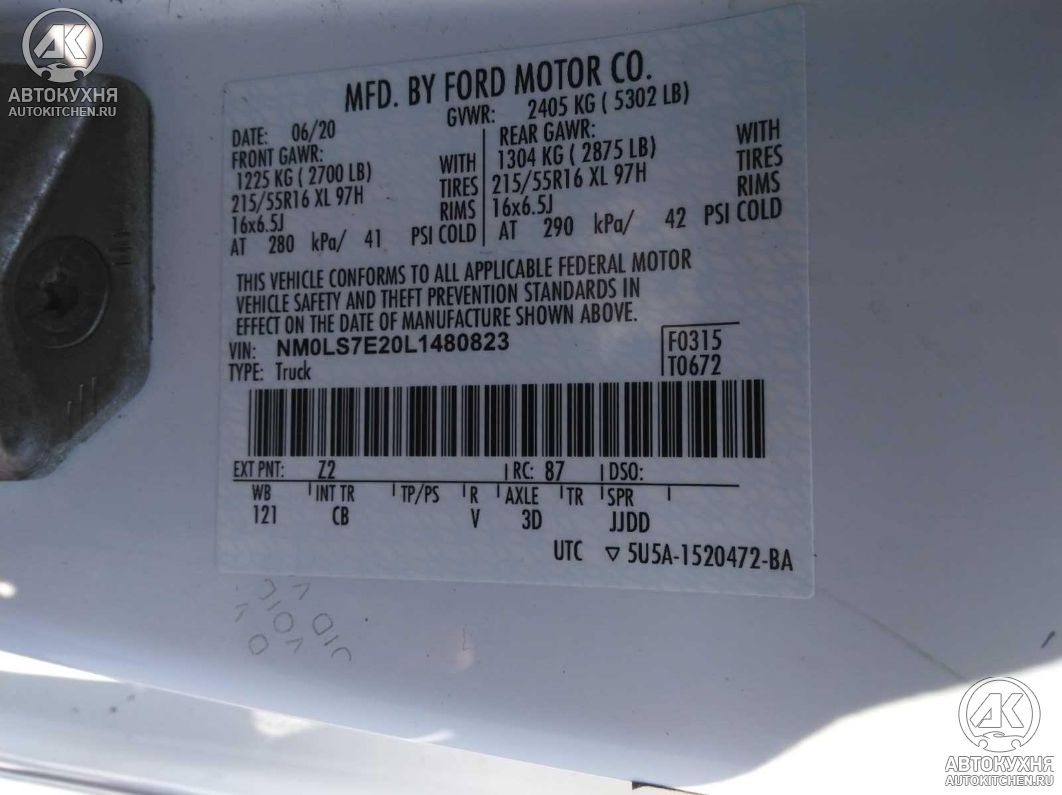 АК
АВТОКУХНЯ
AUTOKITCHEN.RU
MFD. BY FORD MOTOR CO.
DATE: 06/20 GVWR: 2405 KG ( 5302 LB)
FRONT GAWR: REAR GAWR:
1225 KG ( 2700 LB) WITH 1304 KG ( 2875 LB) WITH
215/55R16 XL 97H TIRES 215/55R16 XL 97H TIRES
16x6.5J RIMS 16x6.5J RIMS
AT 280 kPa/ 41 PSI COLD AT 290 kPa/ 42 PSI COLD
THIS VEHICLE CONFORMS TO ALL APPLICABLE FEDERAL MOTOR
VEHICLE SAFETY AND THEFT PREVENTION STANDARDS IN
EFFECT ON THE DATE OF MANUFACTURE SHOWN ABOVE.
VIN: NM0LS7E20L1480823 F0315
TYPE: Truck T0672
EXT PNT: Z2 RC: 87 DSO:
WB INT TR TP/PS R AXLE TR SPR
121 CB V 3D JJDD
UTC ▽ 5U5A-1520472-BA
АК
АВТОКУХНЯ
AUTOKITCHEN.RU